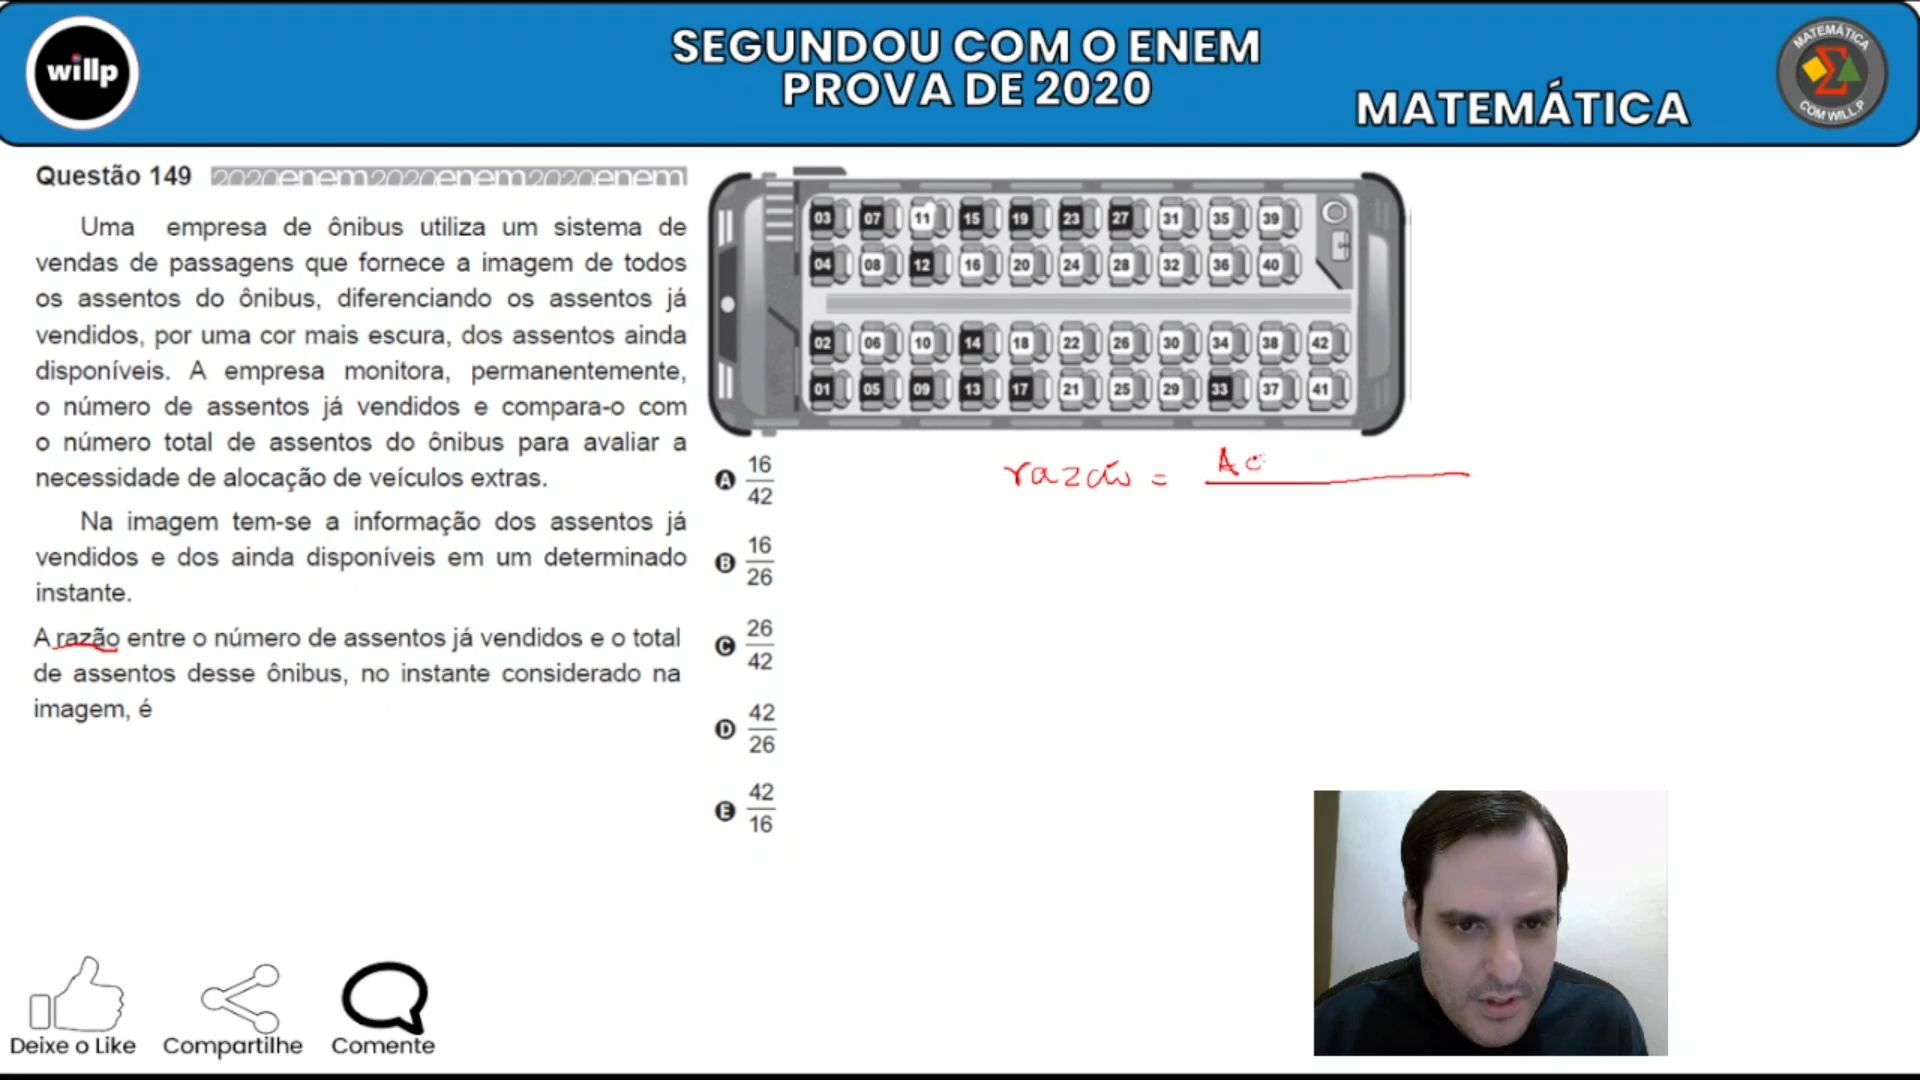 willp
SEGUNDOU COM O ENEM
PROVA DE 2020
MATEMÁTICA
MATEMÁTICA
COM WILL.P
Questão 149 2020enem2020enem2020enem
Uma empresa de ônibus utiliza um sistema de
vendas de passagens que fornece a imagem de todos
os assentos do ônibus, diferenciando os assentos já
vendidos, por uma cor mais escura, dos assentos ainda
disponíveis. A empresa monitora, permanentemente,
o número de assentos já vendidos e compara-o com
o número total de assentos do ônibus para avaliar a
necessidade de alocação de veículos extras.
Na imagem tem-se a informação dos assentos já
vendidos e dos ainda disponíveis em um determinado
instante.
A razão entre o número de assentos já vendidos e o total
de assentos desse ônibus, no instante considerado na
imagem, é
03 07 11 15 19 23 27 31 35 39
04 08 12 16 20 24 28 32 36 40
02 06 10 14 18 22 26 30 34 38 42
01 05 09 13 17 21 25 29 33 37 41
A 16
42
B 16
26
C 26
42
D 42
26
E 42
16
razão =
Deixe o Like
Compartilhe
Comente